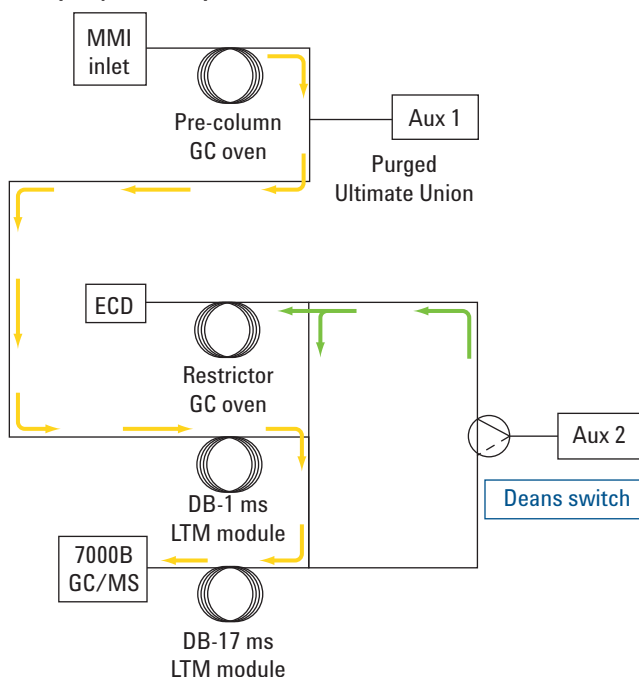 MMI
inlet
Pre-column
GC oven
Aux 1
Purged
Ultimate Union
ECD
Restrictor
GC oven
Aux 2
Deans switch
DB-1 ms
LTM module
7000B
GC/MS
DB-17 ms
LTM module